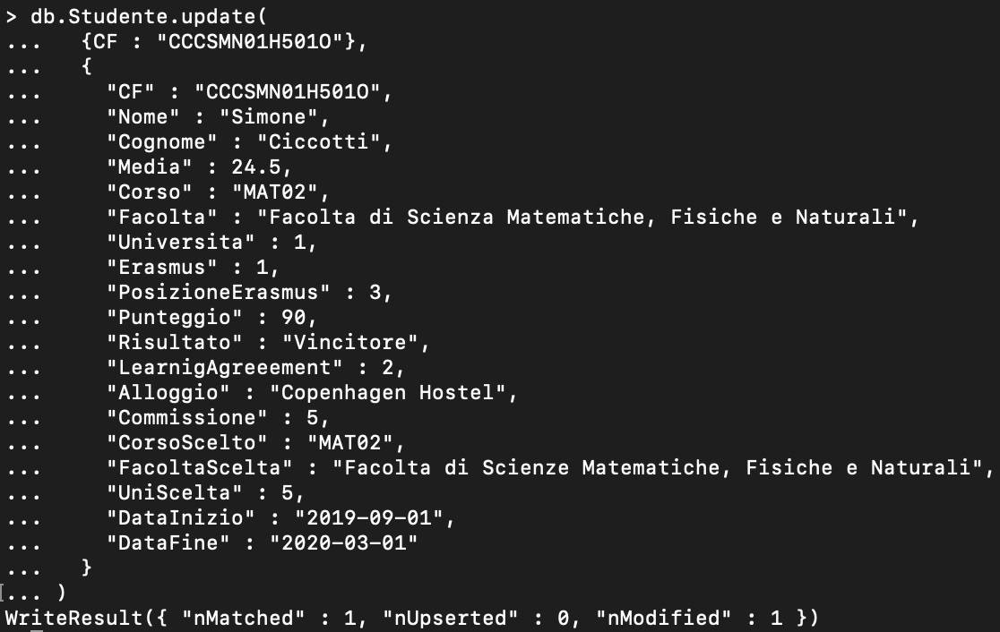 > db.Studente.update(
...   {CF : "CCCSMN01H501O"},
...   {
...     "CF" : "CCCSMN01H501O",
...     "Nome" : "Simone",
...     "Cognome" : "Ciccotti",
...     "Media" : 24.5,
...     "Corso" : "MAT02",
...     "Facolta" : "Facolta di Scienza Matematiche, Fisiche e Naturali",
...     "Universita" : 1,
...     "Erasmus" : 1,
...     "PosizioneErasmus" : 3,
...     "Punteggio" : 90,
...     "Risultato" : "Vincitore",
...     "LearnigAgreeement" : 2,
...     "Alloggio" : "Copenhagen Hostel",
...     "Commissione" : 5,
...     "CorsoScelto" : "MAT02",
...     "FacoltaScelta" : "Facolta di Scienze Matematiche, Fisiche e Naturali",
...     "UniScelta" : 5,
...     "DataInizio" : "2019-09-01",
...     "DataFine" : "2020-03-01"
...   }
[... )
WriteResult({ "nMatched" : 1, "nUpserted" : 0, "nModified" : 1 })